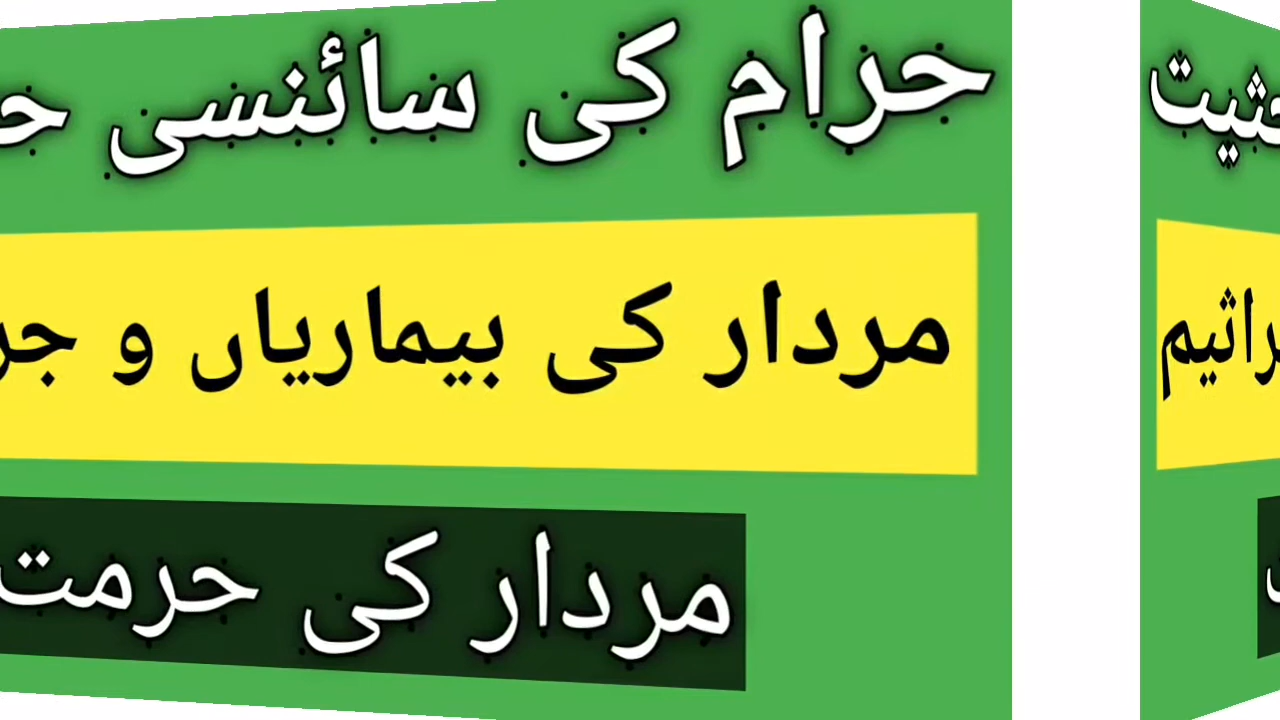 حرام کی سائنسی
مردار کی بیماریاں و
مردار کی حرمت